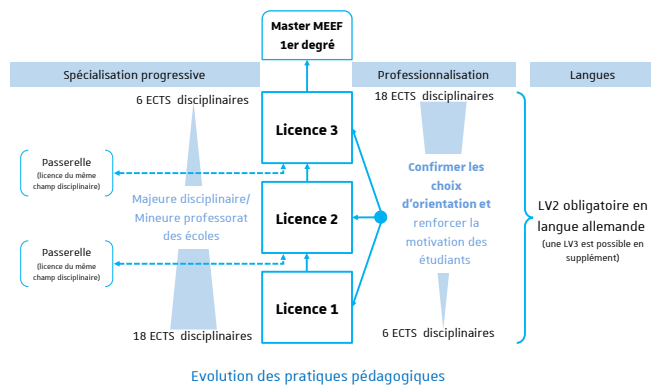 Master MEEF
1er degré
Spécialisation progressive
Professionnalisation
Langues
6 ECTS disciplinaires
18 ECTS disciplinaires
Licence 3
Passerelle
(licence du même
champ disciplinaire)
Confirmer les
choix
d'orientation et
renforcer la
motivation des
étudiants
Majeure disciplinaire/
Mineure professorat
des écoles
Licence 2
LV2 obligatoire en
langue allemande
(une LV3 est possible en
supplément)
Passerelle
(licence du même
champ disciplinaire)
Licence 1
18 ECTS disciplinaires
6 ECTS disciplinaires
Evolution des pratiques pédagogiques